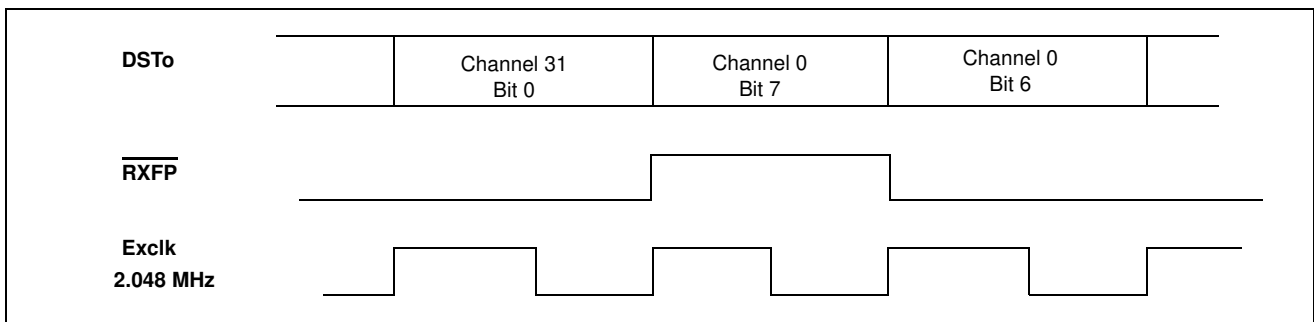 DSTo
Channel 31
Bit 0
Channel 0
Bit 7
Channel 0
Bit 6
RXFP
Exclk
2.048 MHz